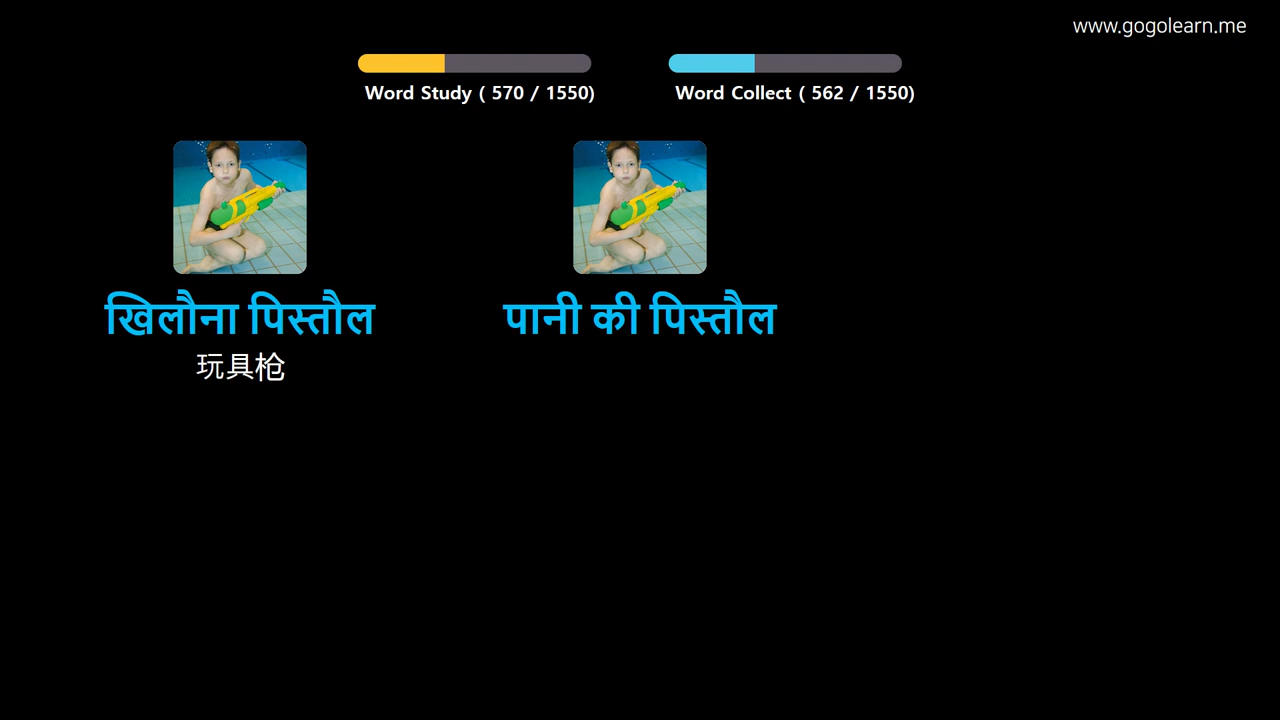 www.gogolearn.me
Word Study ( 570 / 1550)
Word Collect ( 562 / 1550)
खिलौना पिस्तौल
पानी की पिस्तौल
玩具枪